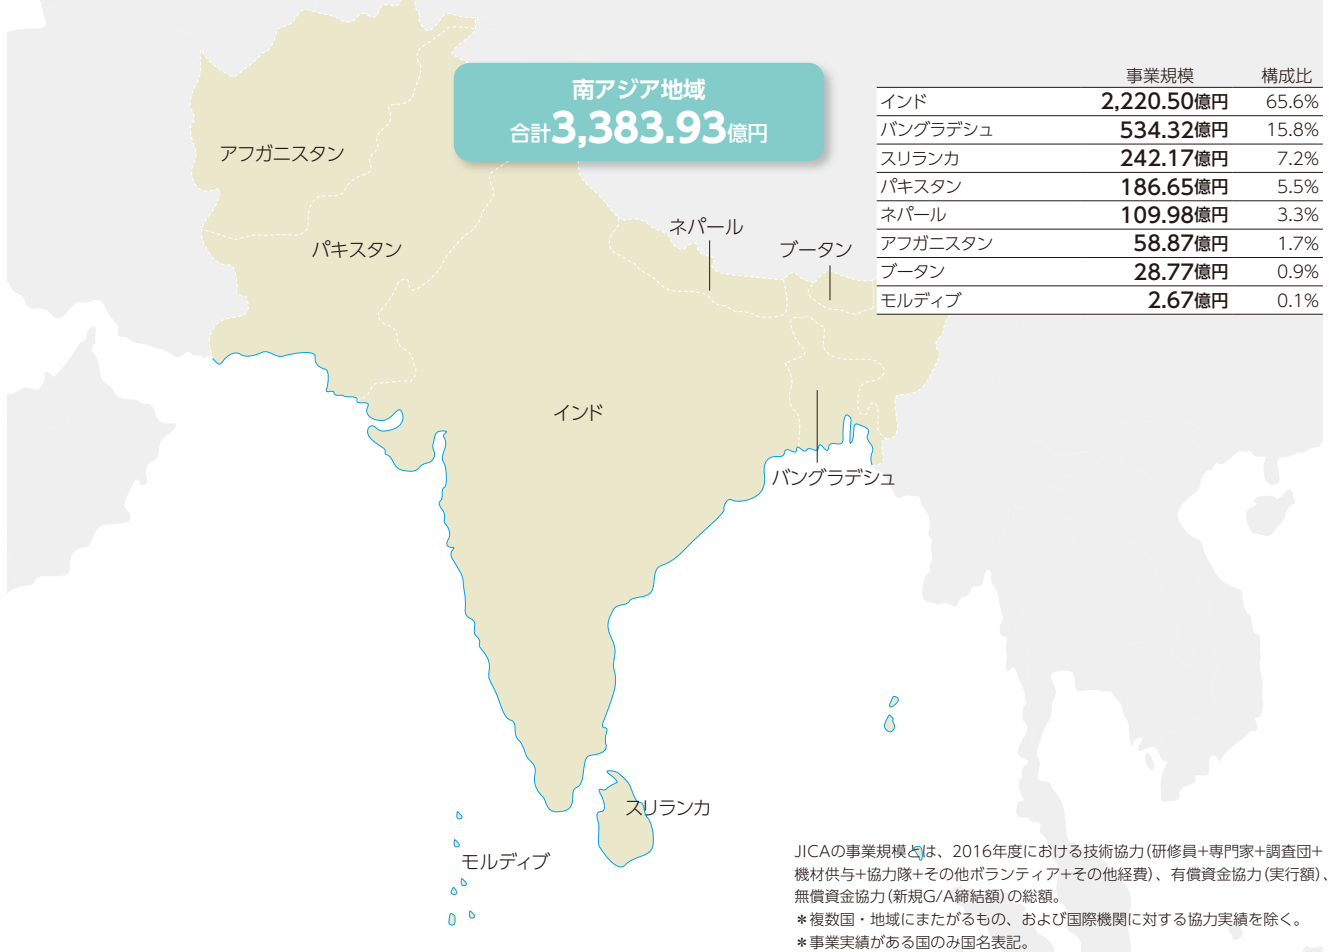 南アジア地域
合計3,383.93億円
事業規模 構成比
インド 2,220.50億円 65.6%
バングラデシュ 534.32億円 15.8%
スリランカ 242.17億円 7.2%
パキスタン 186.65億円 5.5%
ネパール 109.98億円 3.3%
アフガニスタン 58.87億円 1.7%
ブータン 28.77億円 0.9%
モルディブ 2.67億円 0.1%
アフガニスタン
パキスタン
ネパール
ブータン
インド
バングラデシュ
スリランカ
モルディブ
JICAの事業規模とは、2016年度における技術協力(研修員+専門家+調査団+
機材供与+協力隊+その他ボランティア+その他経費)、有償資金協力(実行額)、
無償資金協力(新規G/A締結額)の総額。
＊複数国・地域にまたがるもの、および国際機関に対する協力実績を除く。
＊事業実績がある国のみ国名表記。